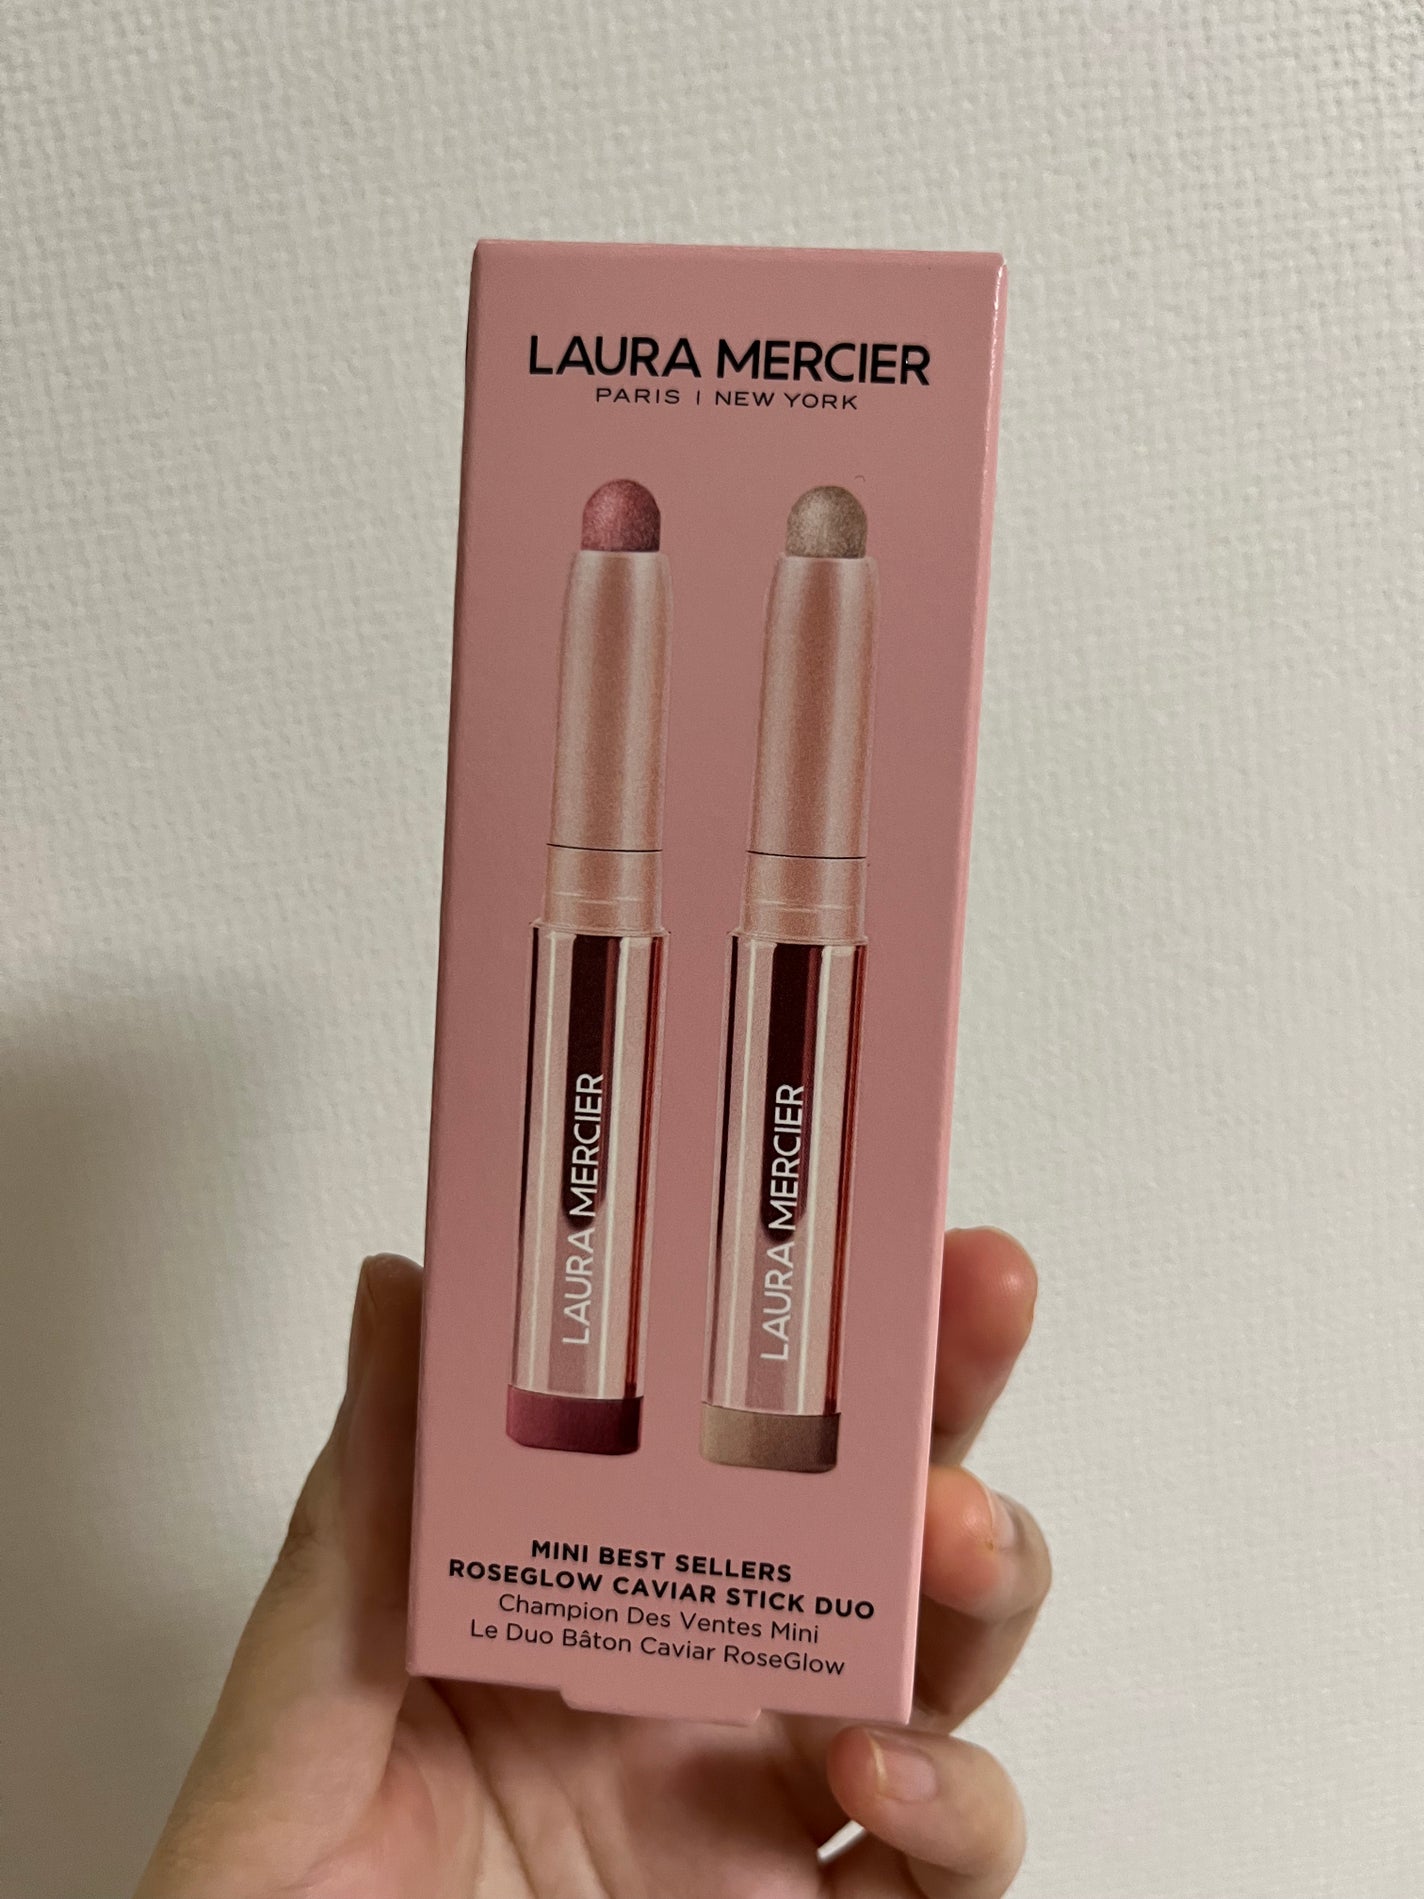 LAURA MERCIER
PARIS | NEW YORK
LAURA MERCIER
LAURA MERCIER
MINI BEST SELLERS
ROSEGLOW CAVIAR STICK DUO
Champion Des Ventes Mini
Le Duo Bâton Caviar RoseGlow